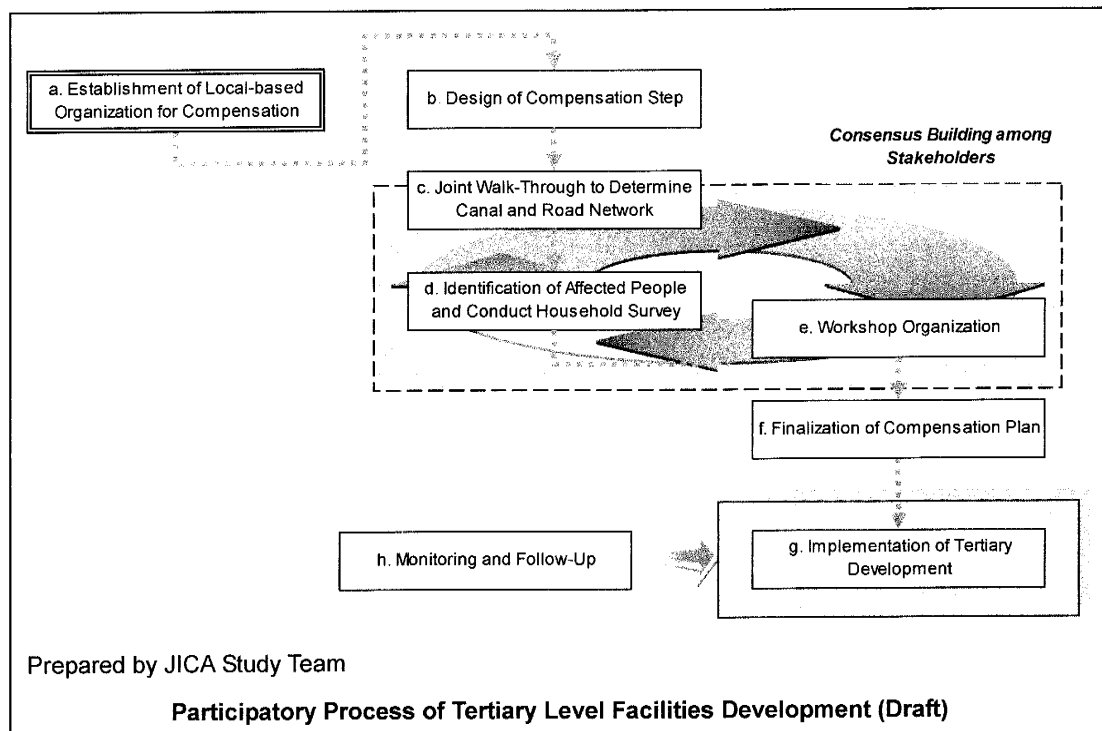 a. Establishment of Local-based
Organization for Compensation
b. Design of Compensation Step
Consensus Building among
Stakeholders
c. Joint Walk-Through to Determine
Canal and Road Network
d. Identification of Affected People
and Conduct Household Survey
e. Workshop Organization
f. Finalization of Compensation Plan
g. Implementation of Tertiary
Development
h. Monitoring and Follow-Up
Prepared by JICA Study Team
Participatory Process of Tertiary Level Facilities Development (Draft)